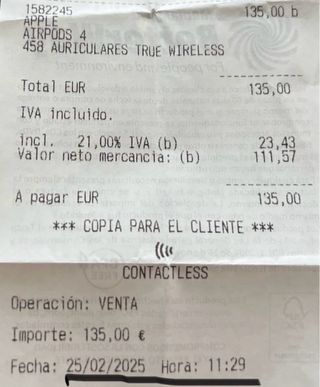 1582245 135,00 b
APPLE
AIRPODS 4
458 AURICULARES TRUE WIRELESS
Total EUR 135,00
IVA incluido.
incl. 21,00% IVA (b) 23,43
Valor neto mercancia: (b) 111,57
A pagar EUR 135,00
*** COPIA PARA EL CLIENTE ***
CONTACTLESS
Operación: VENTA
Importe: 135,00 €
Fecha: 25/02/2025 Hora: 11:29